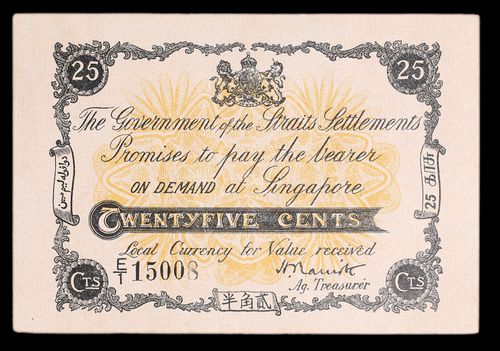 25
25
The Government of the Straits Settlements
Promises to pay the bearer
ON DEMAND at Singapore
TWENTYFIVE CENTS
Local Currency for Value received
E/1 15008
Ag. Treasurer
CTS
半角貳
CTS
25 காசு